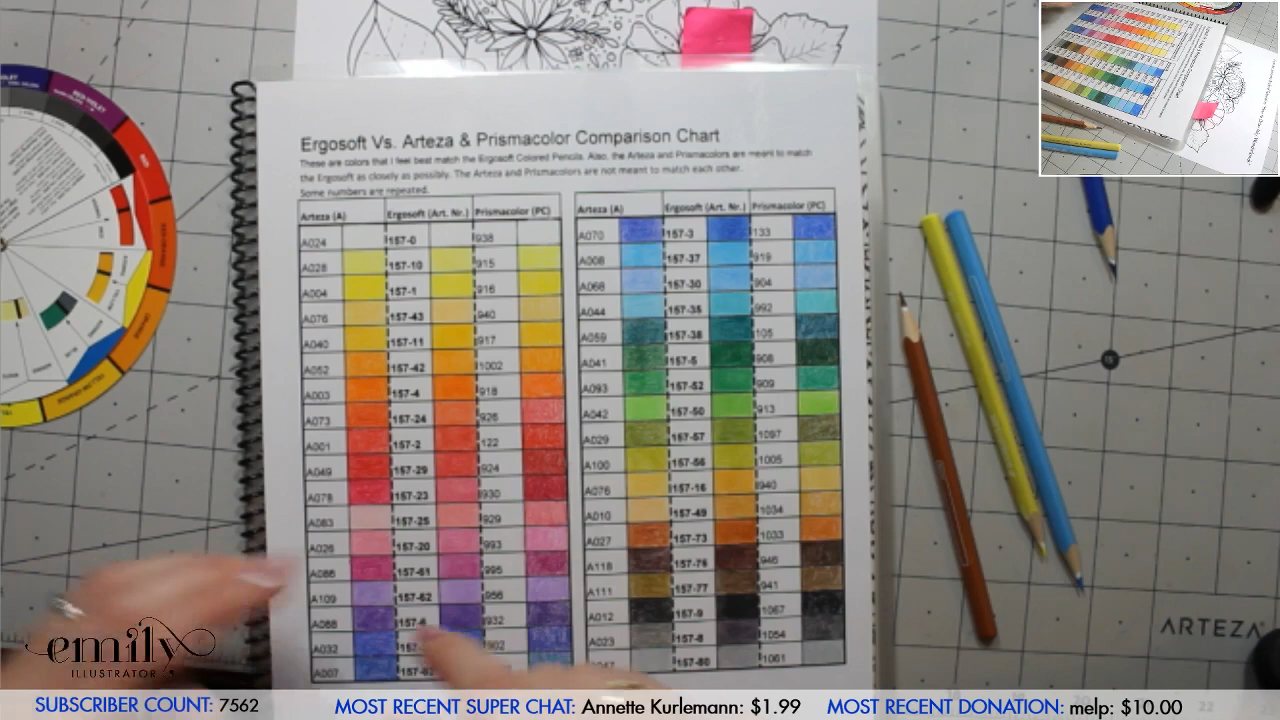 Ergosoft Vs. Arteza & Prismacolor Comparison Chart
These are colors that I feel best match the Ergosoft Colored Pencils. Also, the Arteza and Prismacolors are meant to match
the Ergosoft as closely as possible. The Arteza and Prismacolors are not meant to match each other.
Some numbers are repeated.
Arteza (A) Ergosoft (Art. Nr.) Prismacolor (PC)
A024 157-0 938
A028 157-10 915
A004 157-1 916
A076 157-43 940
A040 157-11 917
A052 157-42 1002
A003 157-4 918
A073 157-24 926
A001 157-2 122
A049 157-29 924
A078 157-23 930
A083 157-25 929
A026 157-20 993
A086 157-61 995
A109 157-62 956
A088 157-6 932
A032
A007
Arteza (A) Ergosoft (Art. Nr.) Prismacolor (PC)
A070 157-3 133
A008 157-37 919
A068 157-30 904
A044 157-35 992
A059 157-38 105
A041 157-5 908
A093 157-52 909
A042 157-50 913
A029 157-57 1097
A100 157-56 1005
A076 157-16 940
A010 157-49 1034
A027 157-73 1033
A118 157-76 946
A111 157-77 941
A012 157-9 1067
A023 157-8 1054
157-80 1061
RED VIOLET
RED
ARTEZA
emily
ILLUSTRATOR
SUBSCRIBER COUNT: 7562 MOST RECENT SUPER CHAT: Annette Kurlemann: $1.99 MOST RECENT DONATION: melp: $10.00